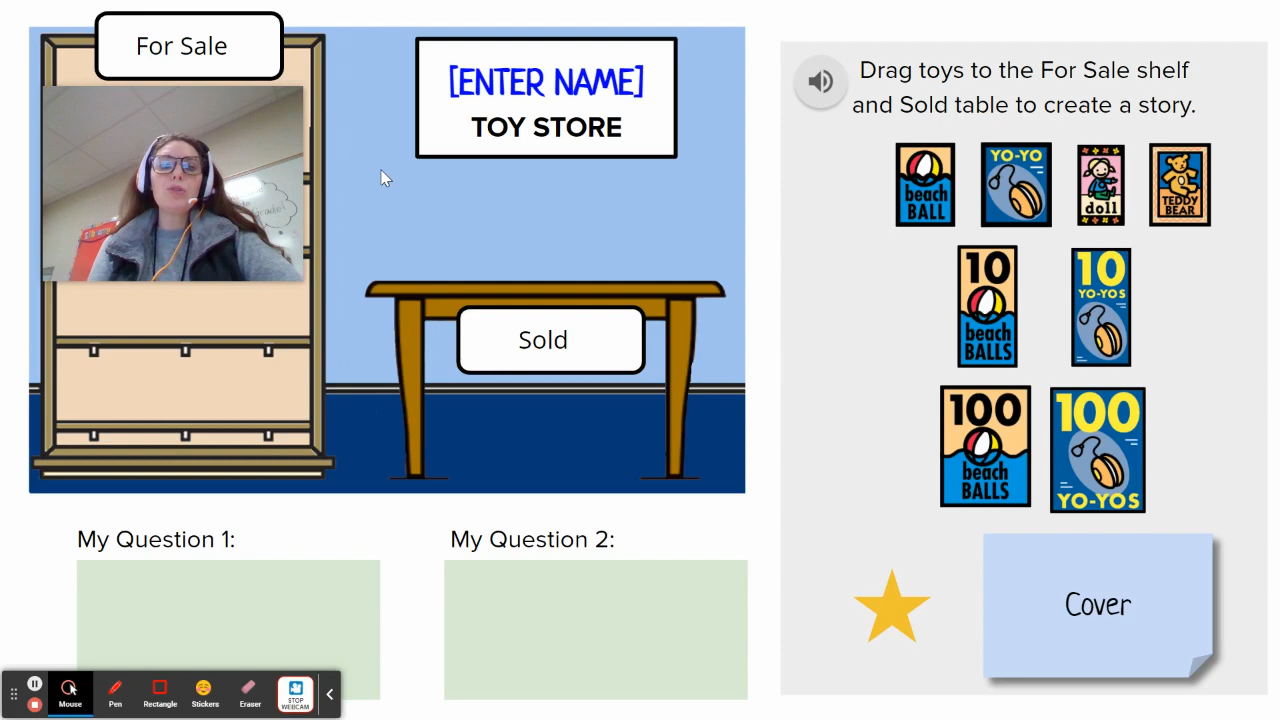 For Sale
[ENTER NAME]
TOY STORE
Sold
My Question 1:
My Question 2:
Drag toys to the For Sale shelf
and Sold table to create a story.
beach
BALL
YO-YO
doll
TEDDY
BEAR
10
beach
BALLS
10
YO-YOS
100
beach
BALLS
100
YO-YOS
Cover
Mouse
Pen
Rectangle
Stickers
Eraser
STOP
WEBCAM